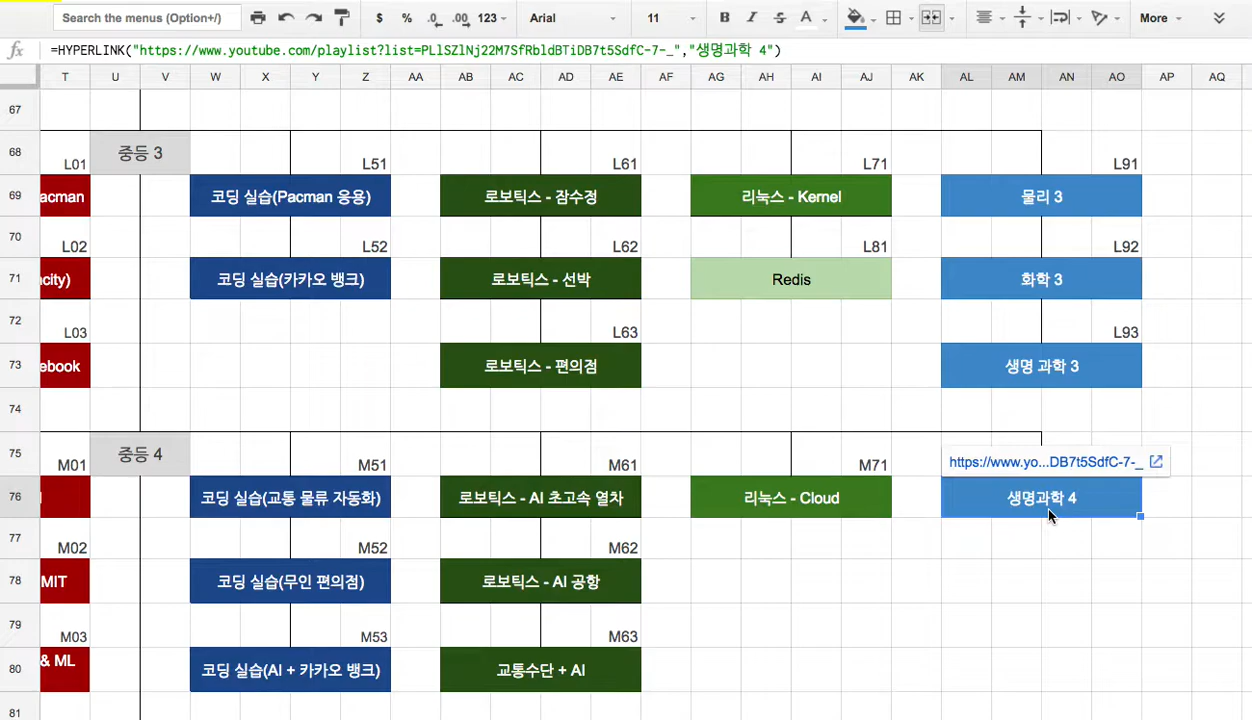 Search the menus (Option+/)
$ % .0 .00 123 Arial 11 B I S A More
fx =HYPERLINK("https://www.youtube.com/playlist?list=PLlSZlNj22M7SfRbldBTiDB7t5SdfC-7-_","생명과학 4")
T U V W X Y Z AA AB AC AD AE AF AG AH AI AJ AK AL AM AN AO AP AQ
67
68 L01 중등 3 L51 L61 L71 L91
69 acman 코딩 실습(Pacman 응용) 로보틱스 - 잠수정 리눅스 - Kernel 물리 3
70 L02 L52 L62 L81 L92
71 ncity) 코딩 실습(카카오 뱅크) 로보틱스 - 선박 Redis 화학 3
72 L03 L63 L93
73 ebook 로보틱스 - 편의점 생명 과학 3
74
75 M01 중등 4 M51 M61 M71 https://www.yo...DB7t5SdfC-7-_
76 코딩 실습(교통 물류 자동화) 로보틱스 - AI 초고속 열차 리눅스 - Cloud 생명과학 4
77 M02 M52 M62
78 MIT 코딩 실습(무인 편의점) 로보틱스 - AI 공항
79 M03 M53 M63
80 & ML 코딩 실습(AI + 카카오 뱅크) 교통수단 + AI
81